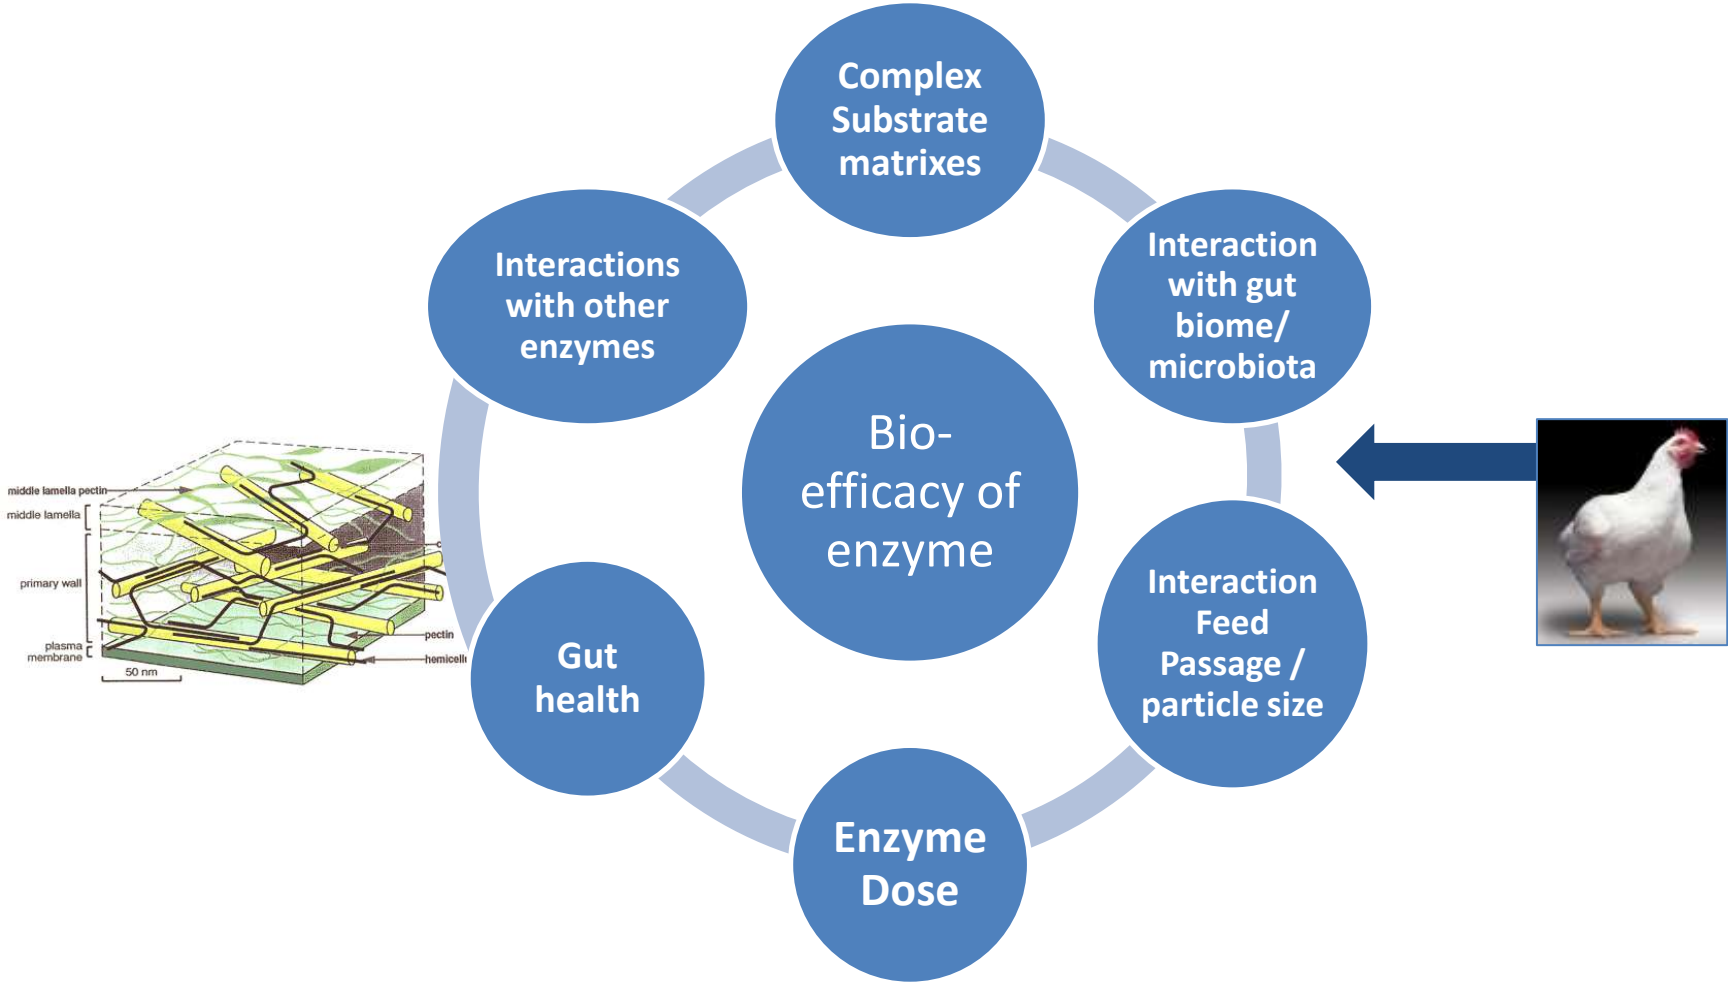 Complex
Substrate
matrixes
Interaction
with gut
biome/
microbiota
Interactions
with other
enzymes
Bio-
efficacy of
enzyme
Interaction
Feed
Passage /
particle size
Gut
health
Enzyme
Dose
middle lamella pectin
middle lamella
primary wall
plasma
membrane
50 nm
pectin